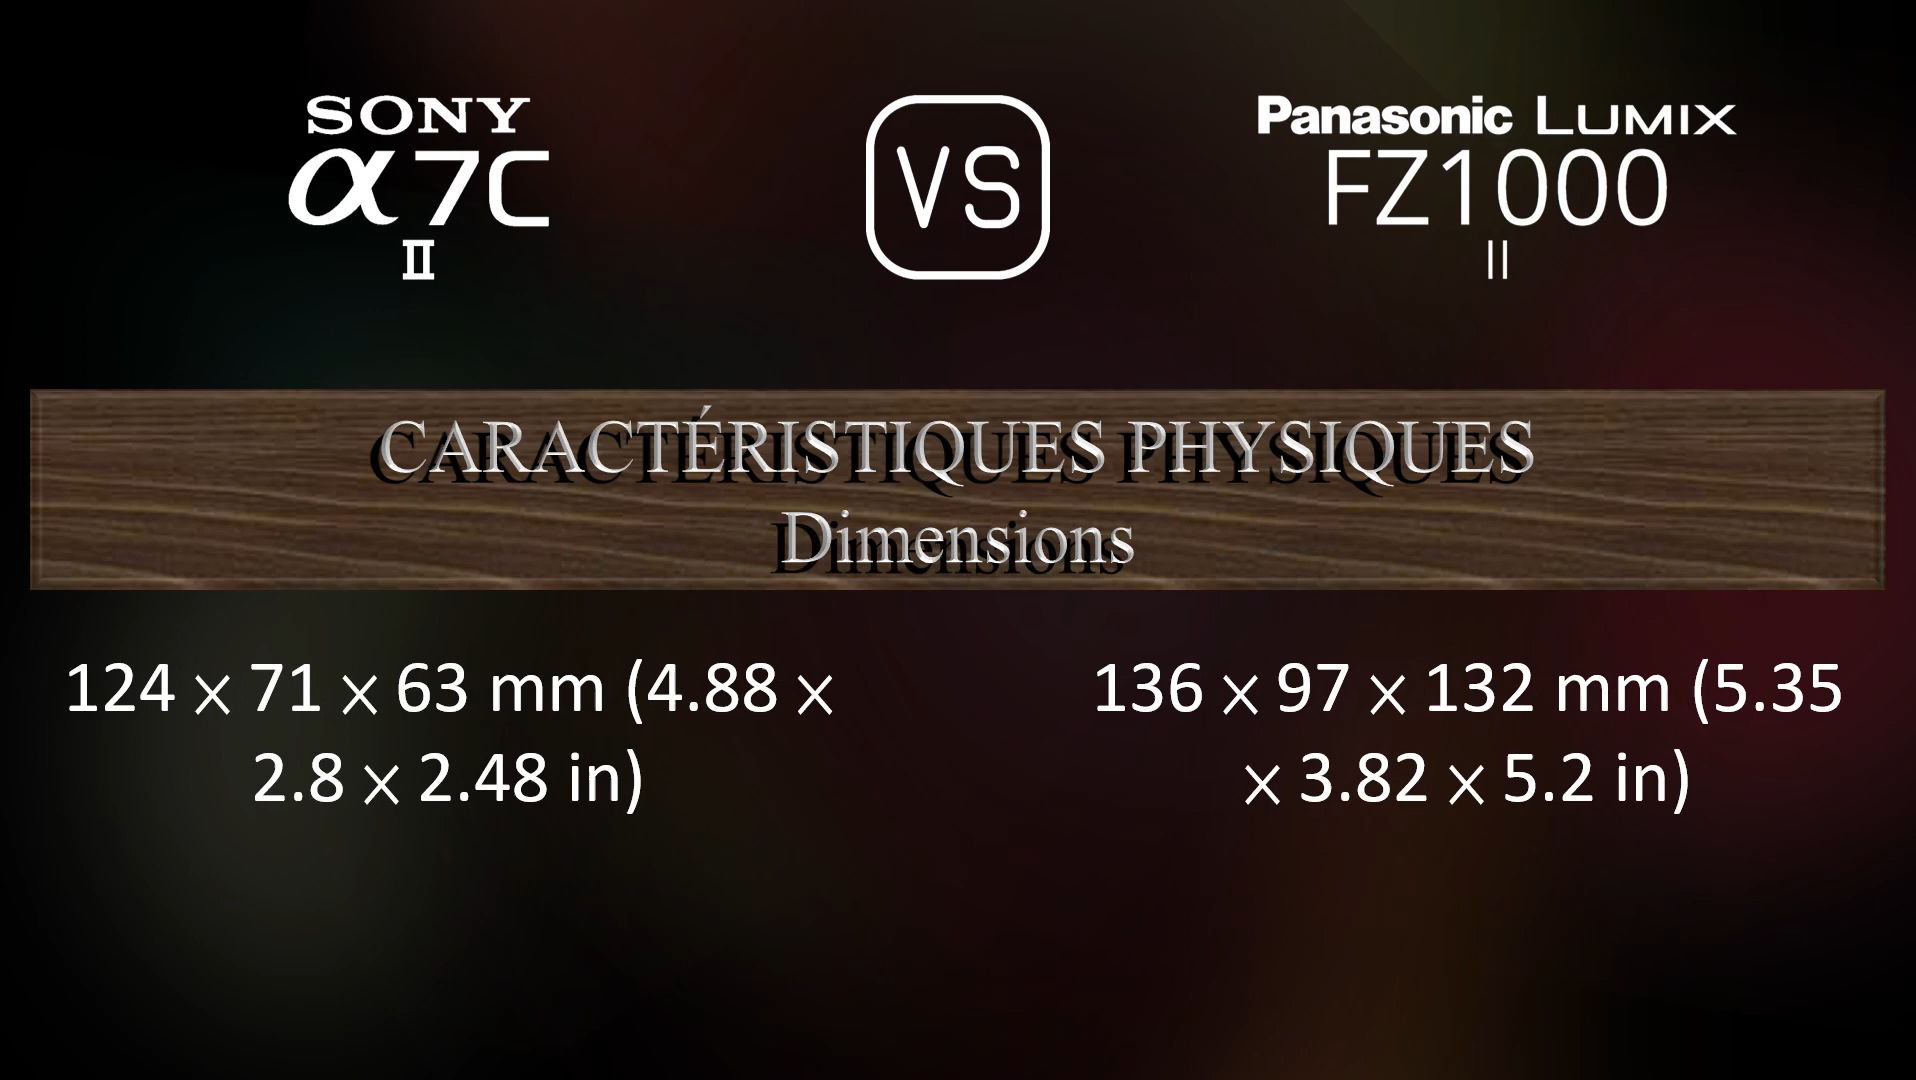 SONY
α7C
II
VS
Panasonic LUMIX
FZ1000
II
CARACTÉRISTIQUES PHYSIQUES
Dimensions
124 x 71 x 63 mm (4.88 x
2.8 x 2.48 in)
136 x 97 x 132 mm (5.35
x 3.82 x 5.2 in)